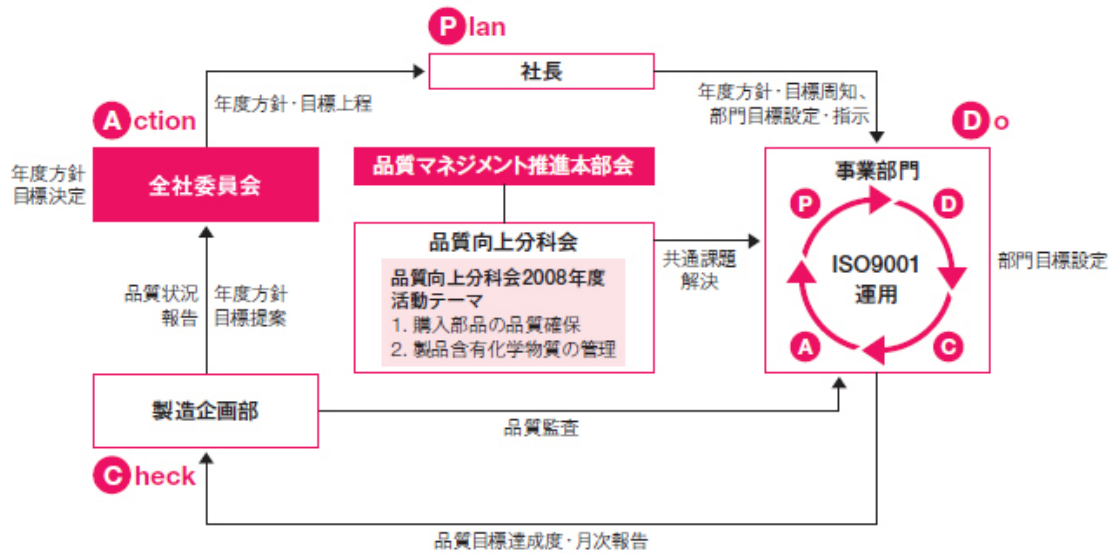 Plan
社長
年度方針・目標上程
年度方針・目標周知、
部門目標設定・指示
Action
Do
年度方針
目標決定
全社委員会
品質マネジメント推進本部会
事業部門
P
D
品質向上分科会
共通課題
解決
ISO9001
運用
部門目標設定
品質向上分科会2008年度
活動テーマ
1. 購入部品の品質確保
2. 製品含有化学物質の管理
品質状況
報告
年度方針
目標提案
A
C
製造企画部
品質監査
Check
品質目標達成度・月次報告